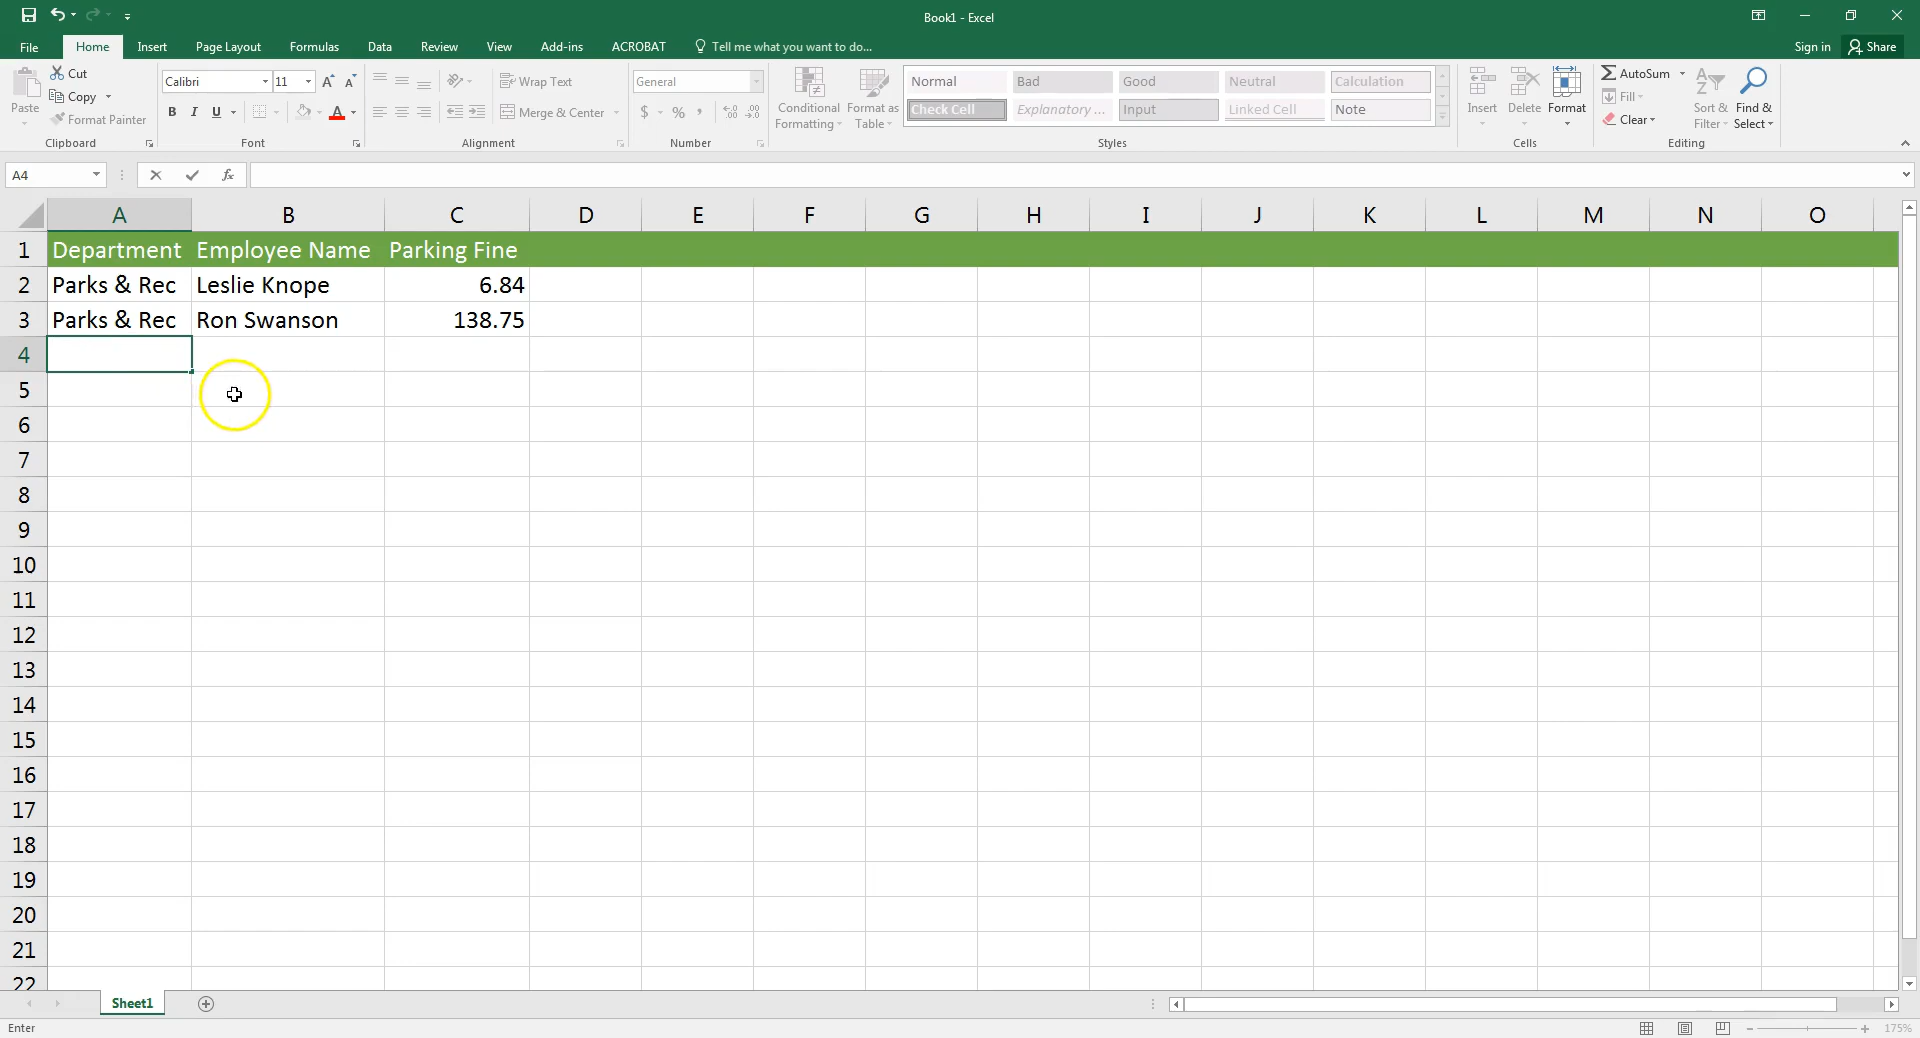 Book1 - Excel
File Home Insert Page Layout Formulas Data Review View Add-ins ACROBAT Tell me what you want to do... Sign in Share
Paste
Cut
Copy
Format Painter
Clipboard
Calibri 11 A A
B I U A
Font
Wrap Text
Merge & Center
Alignment
General
$ % , .00 .00
Number
Conditional Formatting
Format as Table
Normal Bad Good Neutral Calculation
Check Cell Explanatory ... Input Linked Cell Note
Styles
Insert Delete Format
Cells
AutoSum
Fill
Clear
Sort & Filter
Find & Select
Editing
A4 fx
A B C D E F G H I J K L M N O
1 Department Employee Name Parking Fine
2 Parks & Rec Leslie Knope 6.84
3 Parks & Rec Ron Swanson 138.75
4
5
6
7
8
9
10
11
12
13
14
15
16
17
18
19
20
21
22
Sheet1
Enter 175%